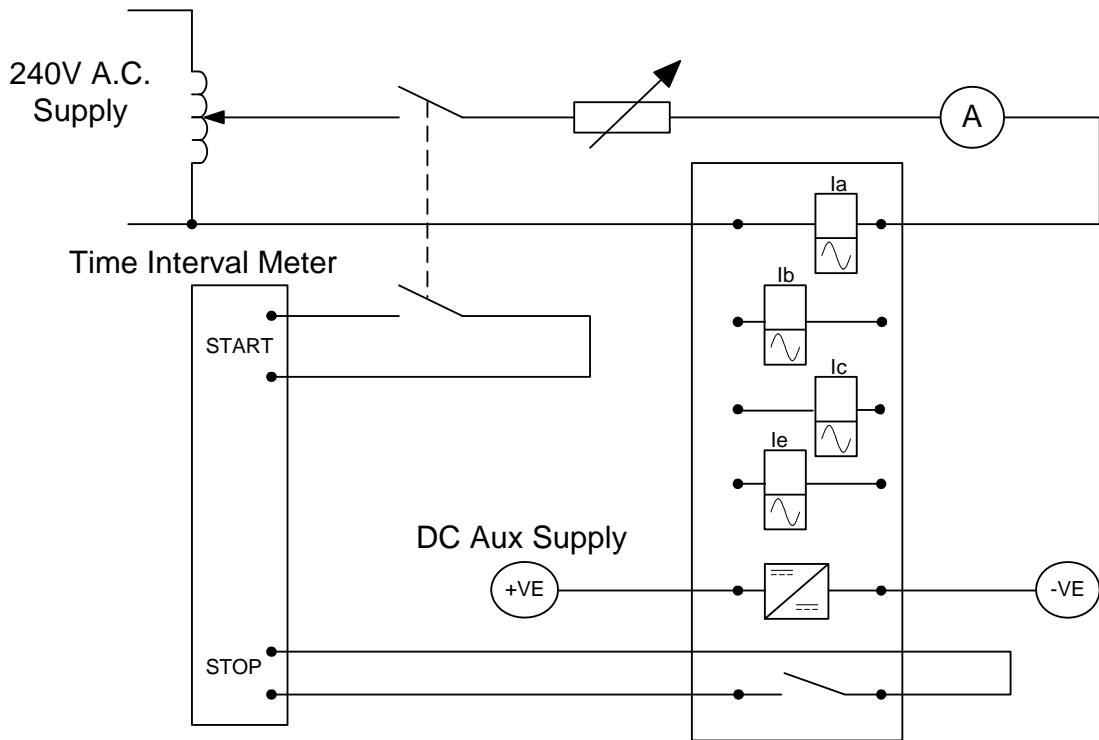 240V A.C.
Supply
A
Ia
Time Interval Meter
Ib
START
Ic
Ie
DC Aux Supply
+VE
-VE
STOP